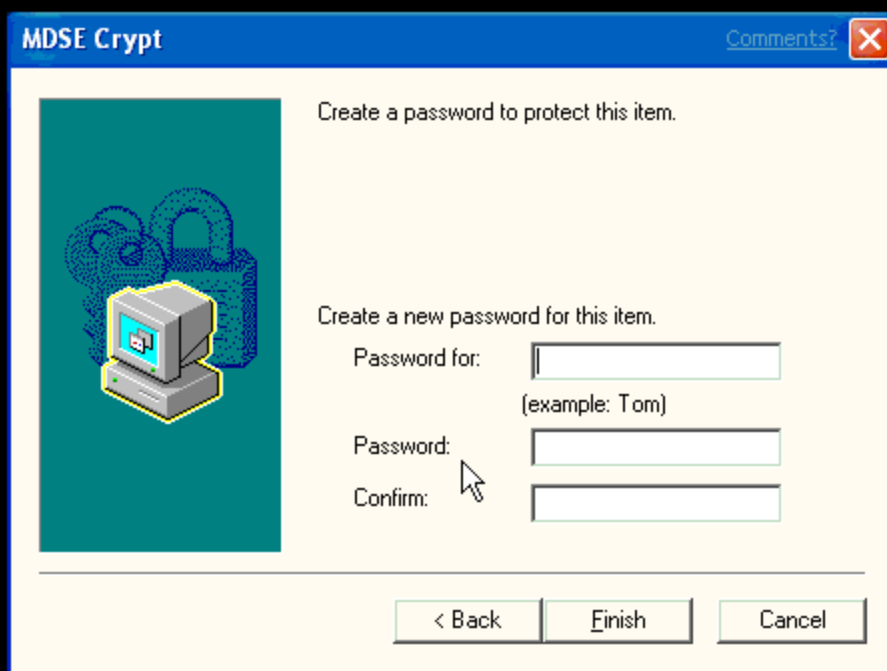 MDSE Crypt
Comments?
Create a password to protect this item.
Create a new password for this item.
Password for:
(example: Tom)
Password:
Confirm:
< Back
Finish
Cancel